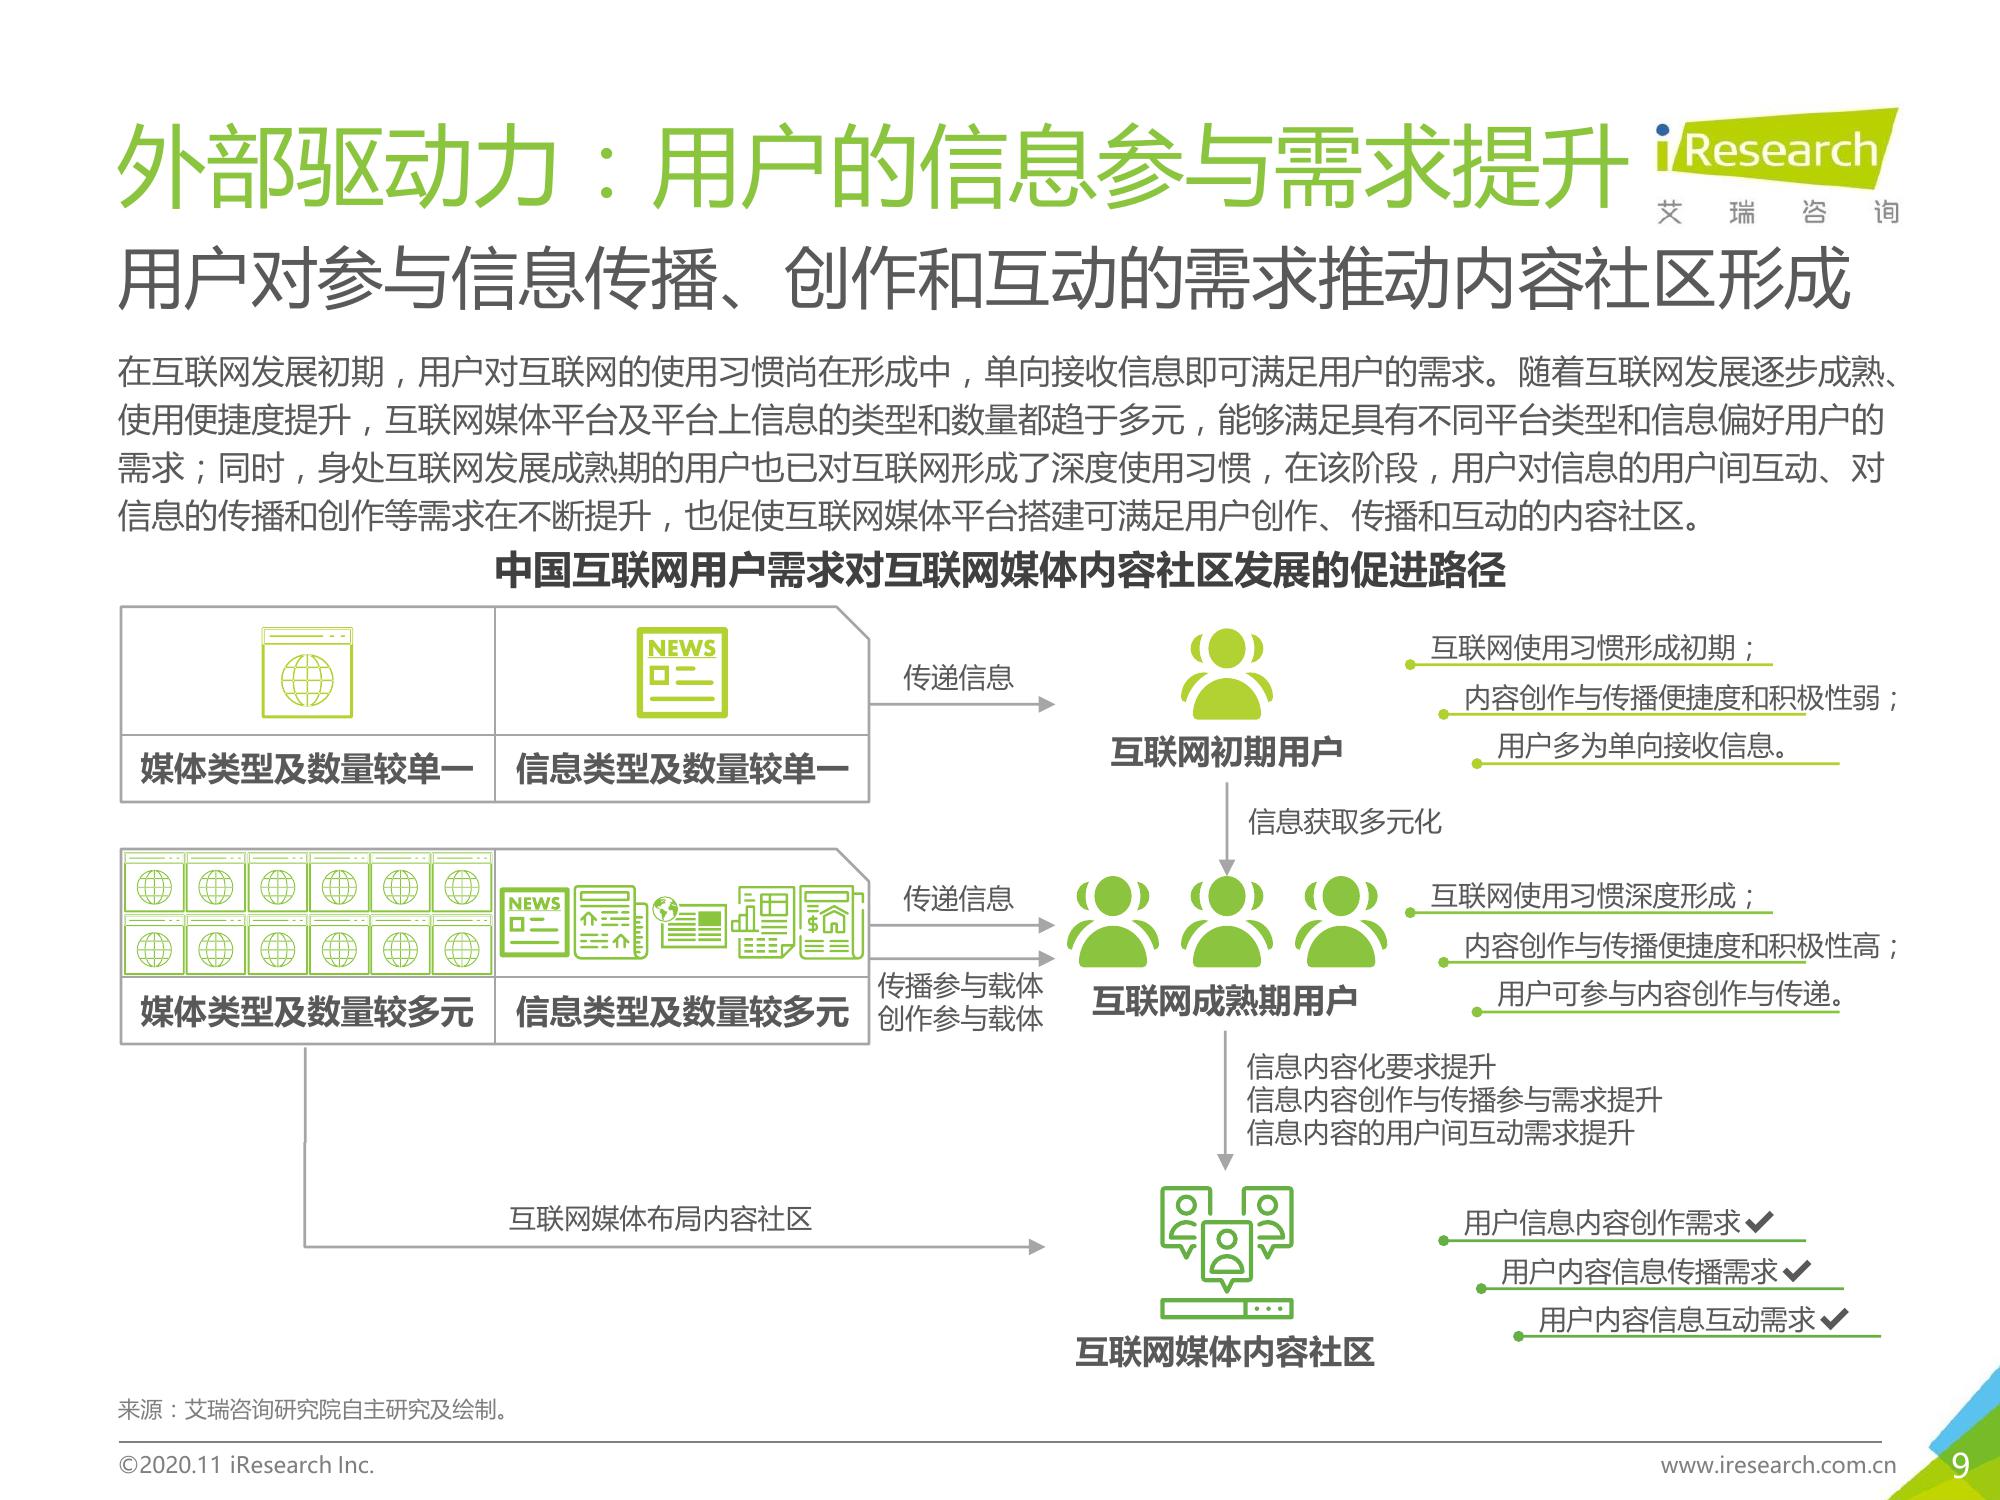 外部驱动力：用户的信息参与需求提升
iResearch
艾瑞咨询
用户对参与信息传播、创作和互动的需求推动内容社区形成
在互联网发展初期，用户对互联网的使用习惯尚在形成中，单向接收信息即可满足用户的需求。随着互联网发展逐步成熟、
使用便捷度提升，互联网媒体平台及平台上信息的类型和数量都趋于多元，能够满足具有不同平台类型和信息偏好用户的
需求；同时，身处互联网发展成熟期的用户也已对互联网形成了深度使用习惯，在该阶段，用户对信息的用户间互动、对
信息的传播和创作等需求在不断提升，也促使互联网媒体平台搭建可满足用户创作、传播和互动的内容社区。
中国互联网用户需求对互联网媒体内容社区发展的促进路径
NEWS
媒体类型及数量较单一
信息类型及数量较单一
传递信息
互联网初期用户
互联网使用习惯形成初期；
内容创作与传播便捷度和积极性弱；
用户多为单向接收信息。
信息获取多元化
NEWS
$
媒体类型及数量较多元
信息类型及数量较多元
传递信息
传播参与载体
创作参与载体
互联网成熟期用户
互联网使用习惯深度形成；
内容创作与传播便捷度和积极性高；
用户可参与内容创作与传递。
信息内容化要求提升
信息内容创作与传播参与需求提升
信息内容的用户间互动需求提升
互联网媒体布局内容社区
互联网媒体内容社区
用户信息内容创作需求✔
用户内容信息传播需求✔
用户内容信息互动需求✔
来源：艾瑞咨询研究院自主研究及绘制。
©2020.11 iResearch Inc.
www.iresearch.com.cn
9